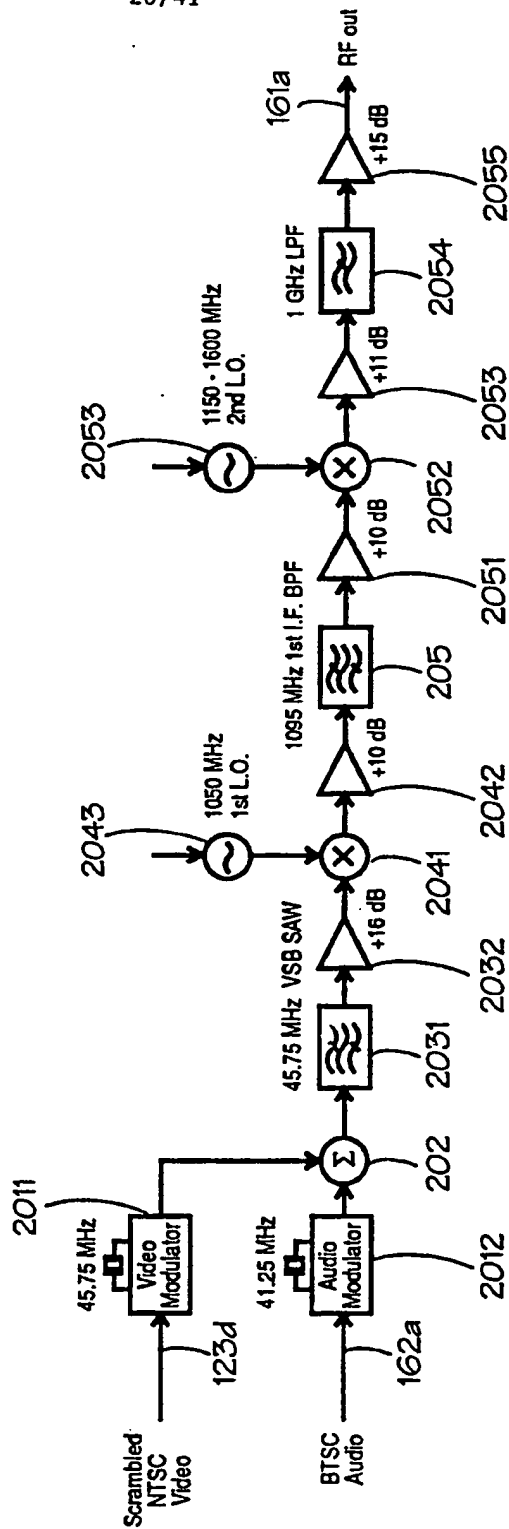 20/41
Scrambled
NTSC
Video
123d
2011
45.75 MHz
Video
Modulator
BTSC
Audio
162a
41.25 MHz
Audio
Modulator
2012
Σ
202
45.75 MHz VSB SAW
2031
+16 dB
2032
2043
1050 MHz
1st L.O.
2041
+10 dB
2042
1095 MHz 1st I.F. BPF
205
+10 dB
2051
2053
1150 - 1600 MHz
2nd L.O.
2052
+11 dB
2053
1 GHz LPF
2054
+15 dB
2055
161a
RF out